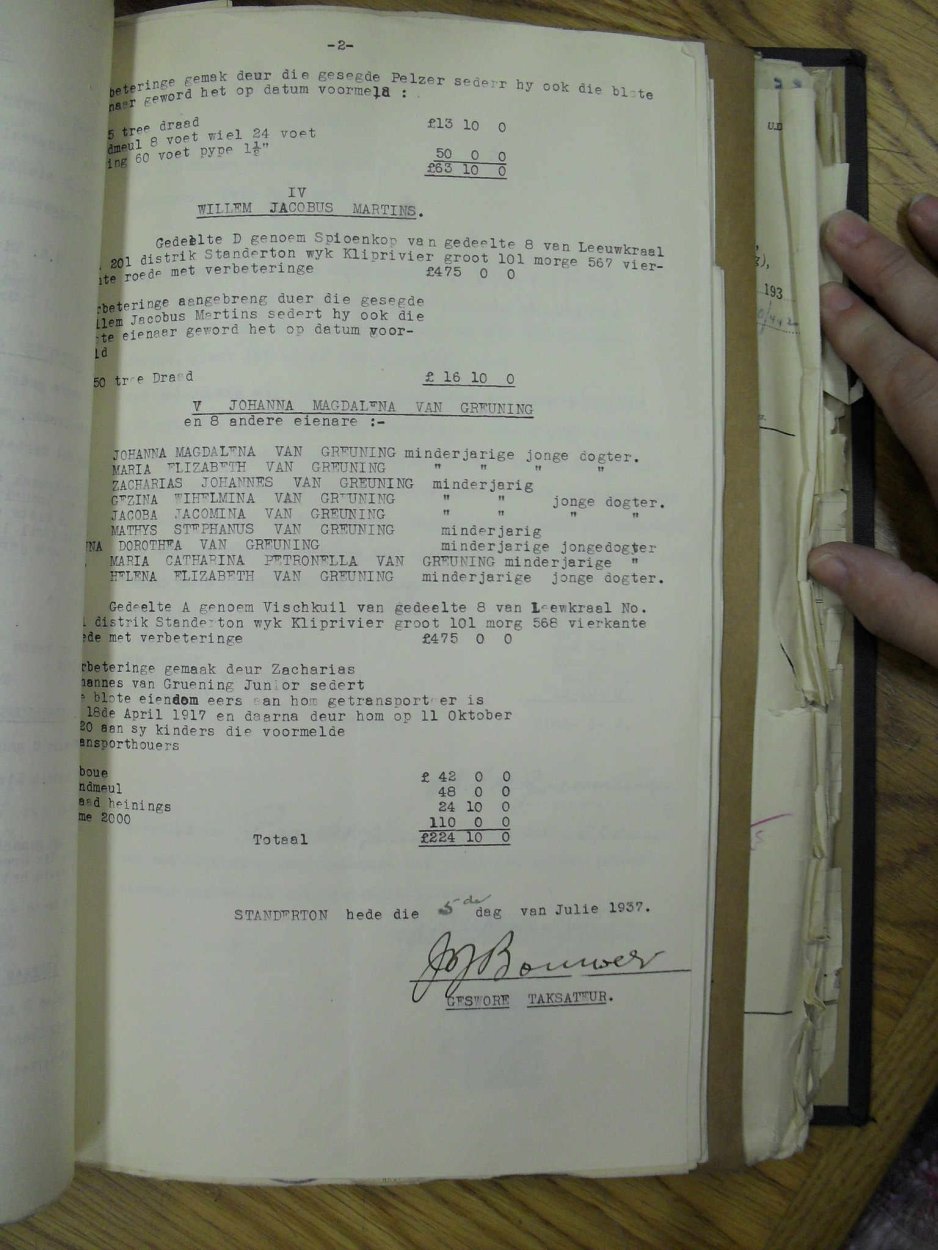 -2-
beteringe gemak deur die gesegde Pelzer sederr hy ook die blote
naar geword het op datum voormela :
5 tree draad £13 10 0
dmeul 8 voet wiel 24 voet
ing 60 voet pype 1½" 50 0 0
£63 10 0
IV
WILLEM JACOBUS MARTINS.
Gedeelte D genoem Spioenkop van gedeelte 8 van Leeuwkraal
. 201 distrik Standerton wyk Kliprivier groot 101 morge 567 vier-
te roede met verbeteringe £475 0 0
rbeteringe aangebreng duer die gesegde
llem Jacobus Martins sedert hy ook die
te eienaar geword het op datum voor-
ld
50 tree Draad £ 16 10 0
V JOHANNA MAGDALENA VAN GREUNING
en 8 andere eienare :-
JOHANNA MAGDALENA VAN GREUNING minderjarige jonge dogter.
MARIA ELIZABETH VAN GREUNING " " " "
ZACHARIAS JOHANNES VAN GREUNING minderjarig
GEZINA WIHELMINA VAN GREUNING " " jonge dogter.
JACOBA JACOMINA VAN GREUNING " " " "
MATHYS STEPHANUS VAN GREUNING minderjarig
NA DOROTHEA VAN GREUNING minderjarige jongedogter
MARIA CATHARINA PETRONELLA VAN GREUNING minderjarige "
HELENA ELIZABETH VAN GREUNING minderjarige jonge dogter.
Gedeelte A genoem Vischkuil van gedeelte 8 van Leewkraal No.
distrik Standerton wyk Kliprivier groot 101 morg 568 vierkante
ede met verbeteringe £475 0 0
rbeteringe gemaak deur Zacharias
annes van Gruening Junior sedert
e blote eiendom eers aan hom getransporteer is
18de April 1917 en daarna deur hom op 11 Oktober
20 aan sy kinders die voormelde
ansporthouers
boue £ 42 0 0
ndmeul 48 0 0
aad heinings 24 10 0
me 2000 110 0 0
Totaal £224 10 0
STANDERTON hede die 5de dag van Julie 1937.
JJ Bouwer
GESWORE TAKSATEUR.
U.D
193